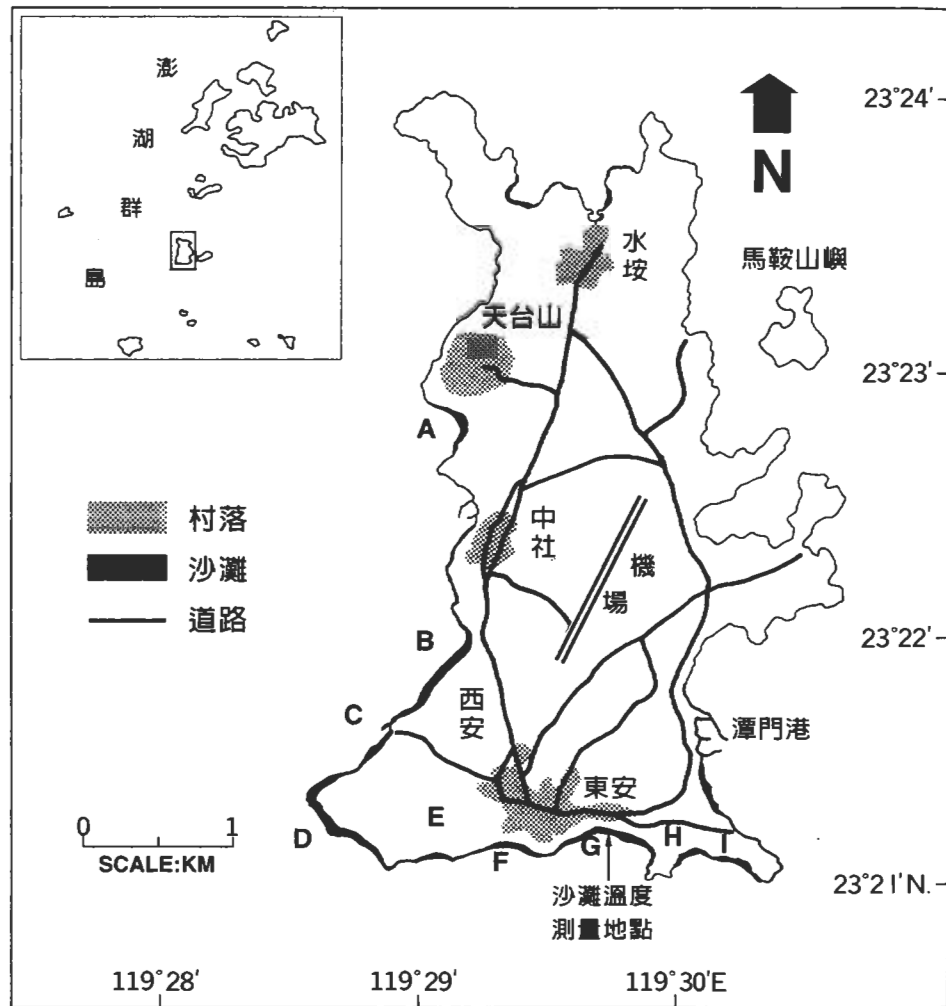 澎
湖
群
島
23°24'
N
水
垵
馬鞍山嶼
天台山
23°23'
A
村落
沙灘
道路
中
社
機
場
B
23°22'
西
安
C
潭門港
東安
0 1
SCALE:KM
D
E
F
G
H
I
23°21'N.
沙灘溫度
測量地點
119°28'
119°29'
119°30'E